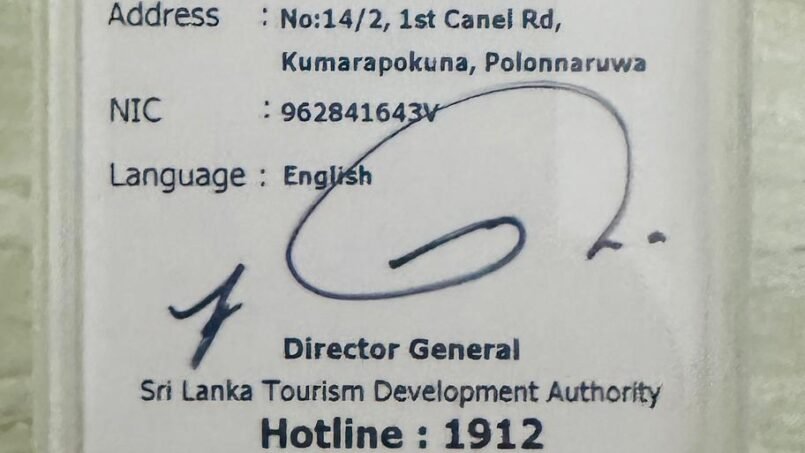 Address : No:14/2, 1st Canel Rd,
Kumarapokuna, Polonnaruwa
NIC : 962841643V
Language : English
Director General
Sri Lanka Tourism Development Authority
Hotline : 1912